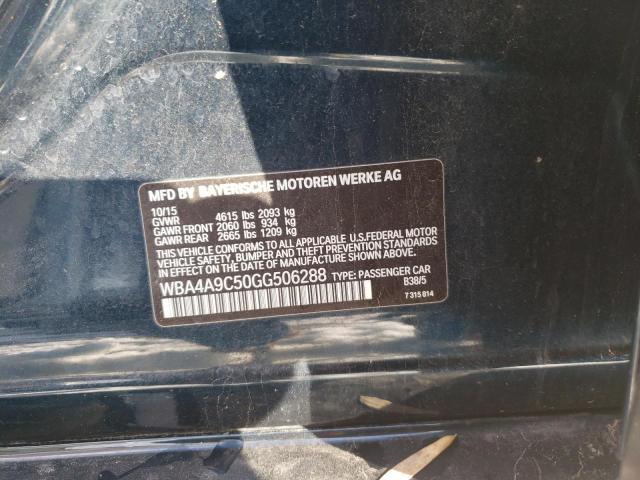 MFD BY BAYERISCHE MOTOREN WERKE AG
10/15
GVWR 4615 lbs 2093 kg
GAWR FRONT 2060 lbs 934 kg
GAWR REAR 2665 lbs 1209 kg
THIS VEHICLE CONFORMS TO ALL APPLICABLE U.S.FEDERAL MOTOR
VEHICLE SAFETY, BUMPER, AND THEFT PREVENTION STANDARDS
IN EFFECT ON THE DATE OF MANUFACTURE SHOWN ABOVE.
WBA4A9C50GG506288 TYPE: PASSENGER CAR
B38/5
7 315 814